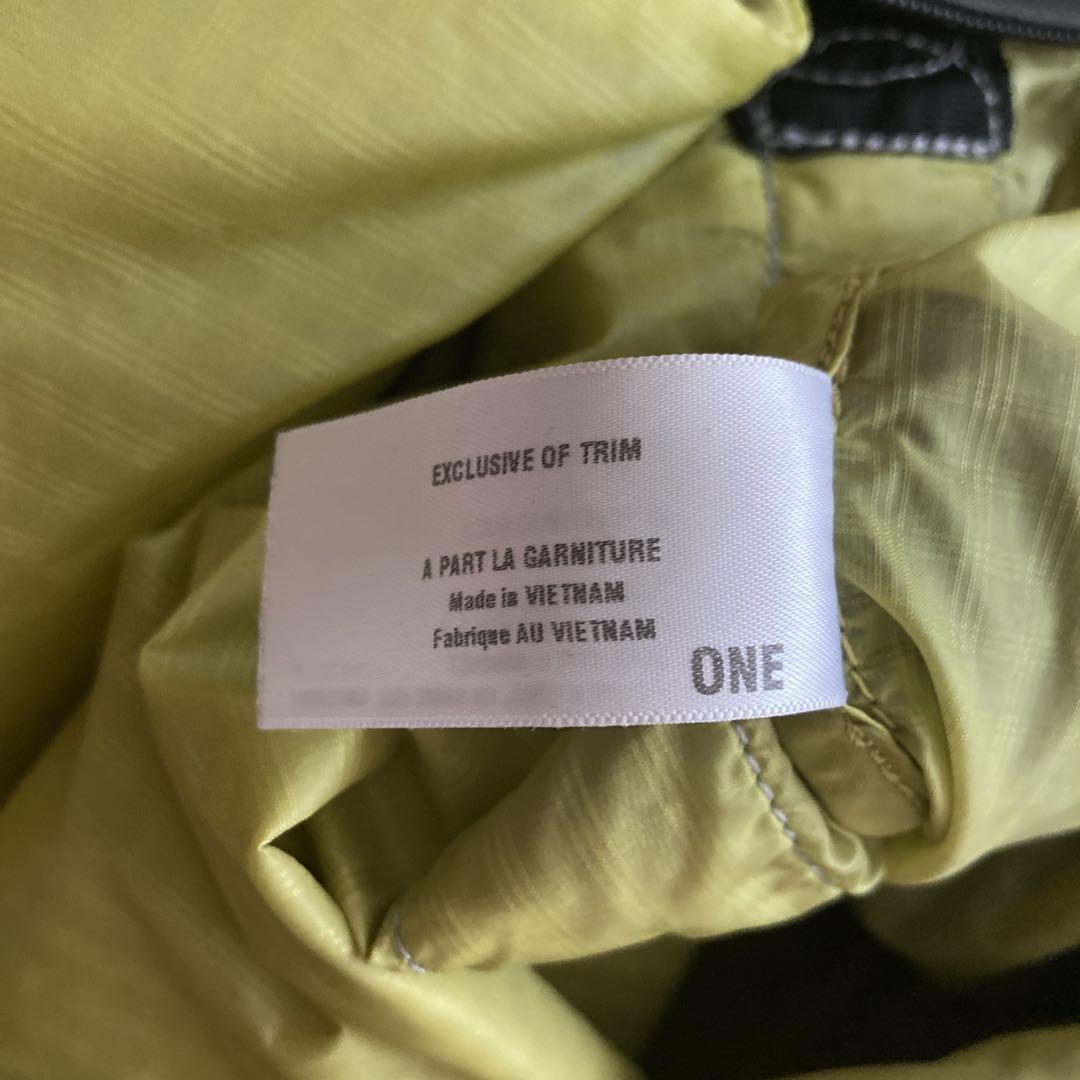 EXCLUSIVE OF TRIM
A PART LA GARNITURE
Made in VIETNAM
Fabrique AU VIETNAM
ONE